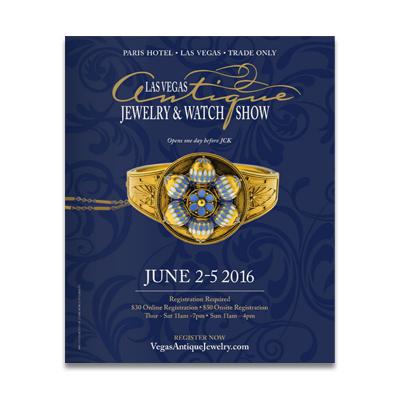 PARIS HOTEL • LAS VEGAS • TRADE ONLY
LAS VEGAS
Antique
JEWELRY & WATCH SHOW
Opens one day before JCK
JUNE 2-5 2016
Registration Required
$30 Online Registration • $50 Onsite Registration
Thur - Sat 11am -7pm • Sun 11am - 4pm
REGISTER NOW
VegasAntiqueJewelry.com